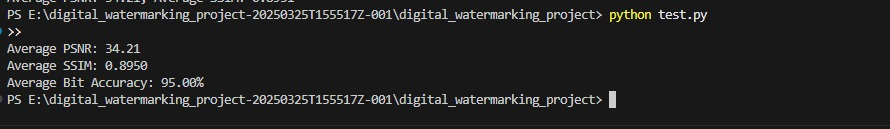 PS E:\digital_watermarking_project-20250325T155517Z-001\digital_watermarking_project> python test.py
>>
Average PSNR: 34.21
Average SSIM: 0.8950
Average Bit Accuracy: 95.00%
PS E:\digital_watermarking_project-20250325T155517Z-001\digital_watermarking_project>